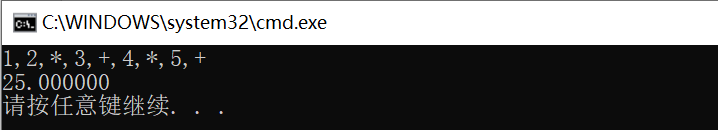 C:\WINDOWS\system32\cmd.exe
1,2,*,3,+,4,*,5,+
25.000000
请按任意键继续. . .